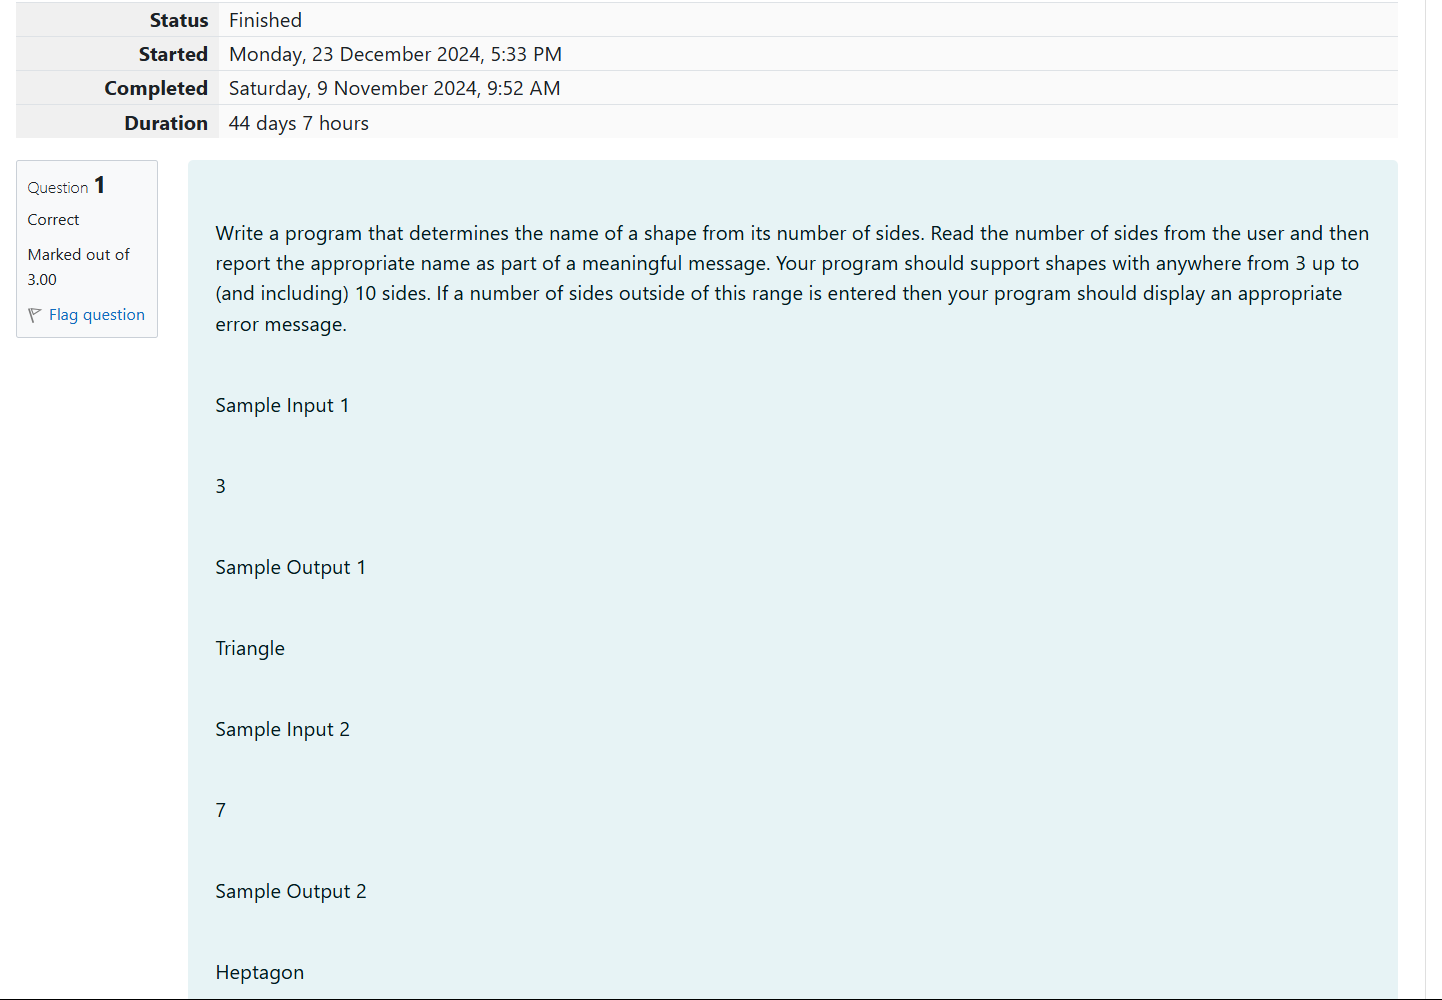 Status Finished
Started Monday, 23 December 2024, 5:33 PM
Completed Saturday, 9 November 2024, 9:52 AM
Duration 44 days 7 hours
Question 1
Correct
Marked out of
3.00
Flag question
Write a program that determines the name of a shape from its number of sides. Read the number of sides from the user and then
report the appropriate name as part of a meaningful message. Your program should support shapes with anywhere from 3 up to
(and including) 10 sides. If a number of sides outside of this range is entered then your program should display an appropriate
error message.
Sample Input 1
3
Sample Output 1
Triangle
Sample Input 2
7
Sample Output 2
Heptagon